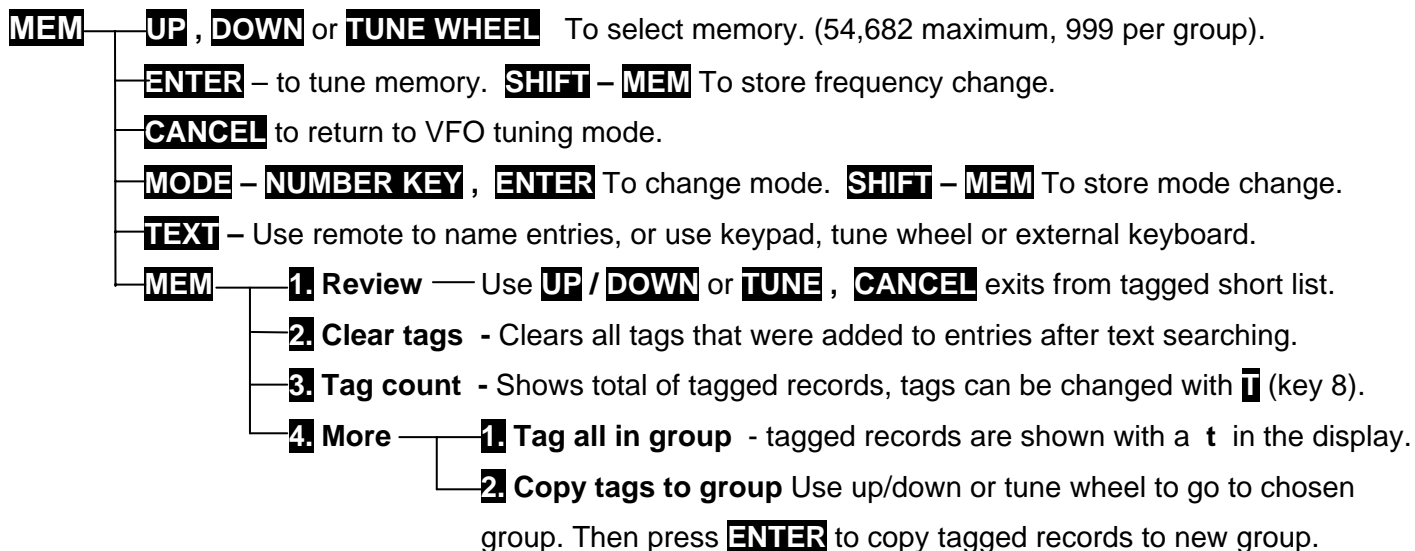 MEM UP , DOWN or TUNE WHEEL To select memory. (54,682 maximum, 999 per group).
ENTER – to tune memory. SHIFT – MEM To store frequency change.
CANCEL to return to VFO tuning mode.
MODE – NUMBER KEY , ENTER To change mode. SHIFT – MEM To store mode change.
TEXT – Use remote to name entries, or use keypad, tune wheel or external keyboard.
MEM 1. Review Use UP / DOWN or TUNE , CANCEL exits from tagged short list.
2. Clear tags - Clears all tags that were added to entries after text searching.
3. Tag count - Shows total of tagged records, tags can be changed with T (key 8).
4. More 1. Tag all in group - tagged records are shown with a t in the display.
2. Copy tags to group Use up/down or tune wheel to go to chosen
group. Then press ENTER to copy tagged records to new group.